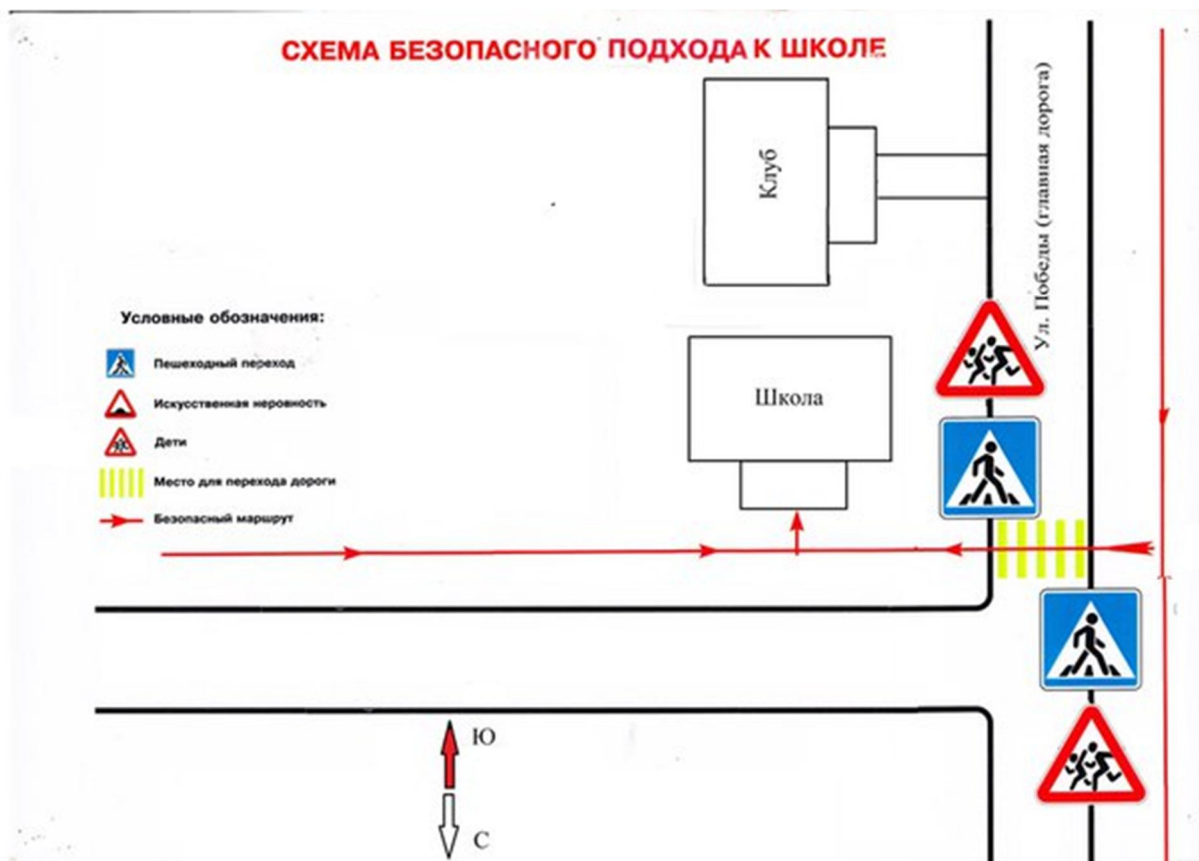 СХЕМА БЕЗОПАСНОГО ПОДХОДА К ШКОЛЕ
Клуб
Ул. Победы (главная дорога)
Школа
Условные обозначения:
Пешеходный переход
Искусственная неровность
Дети
Место для перехода дороги
Безопасный маршрут
Ю
С